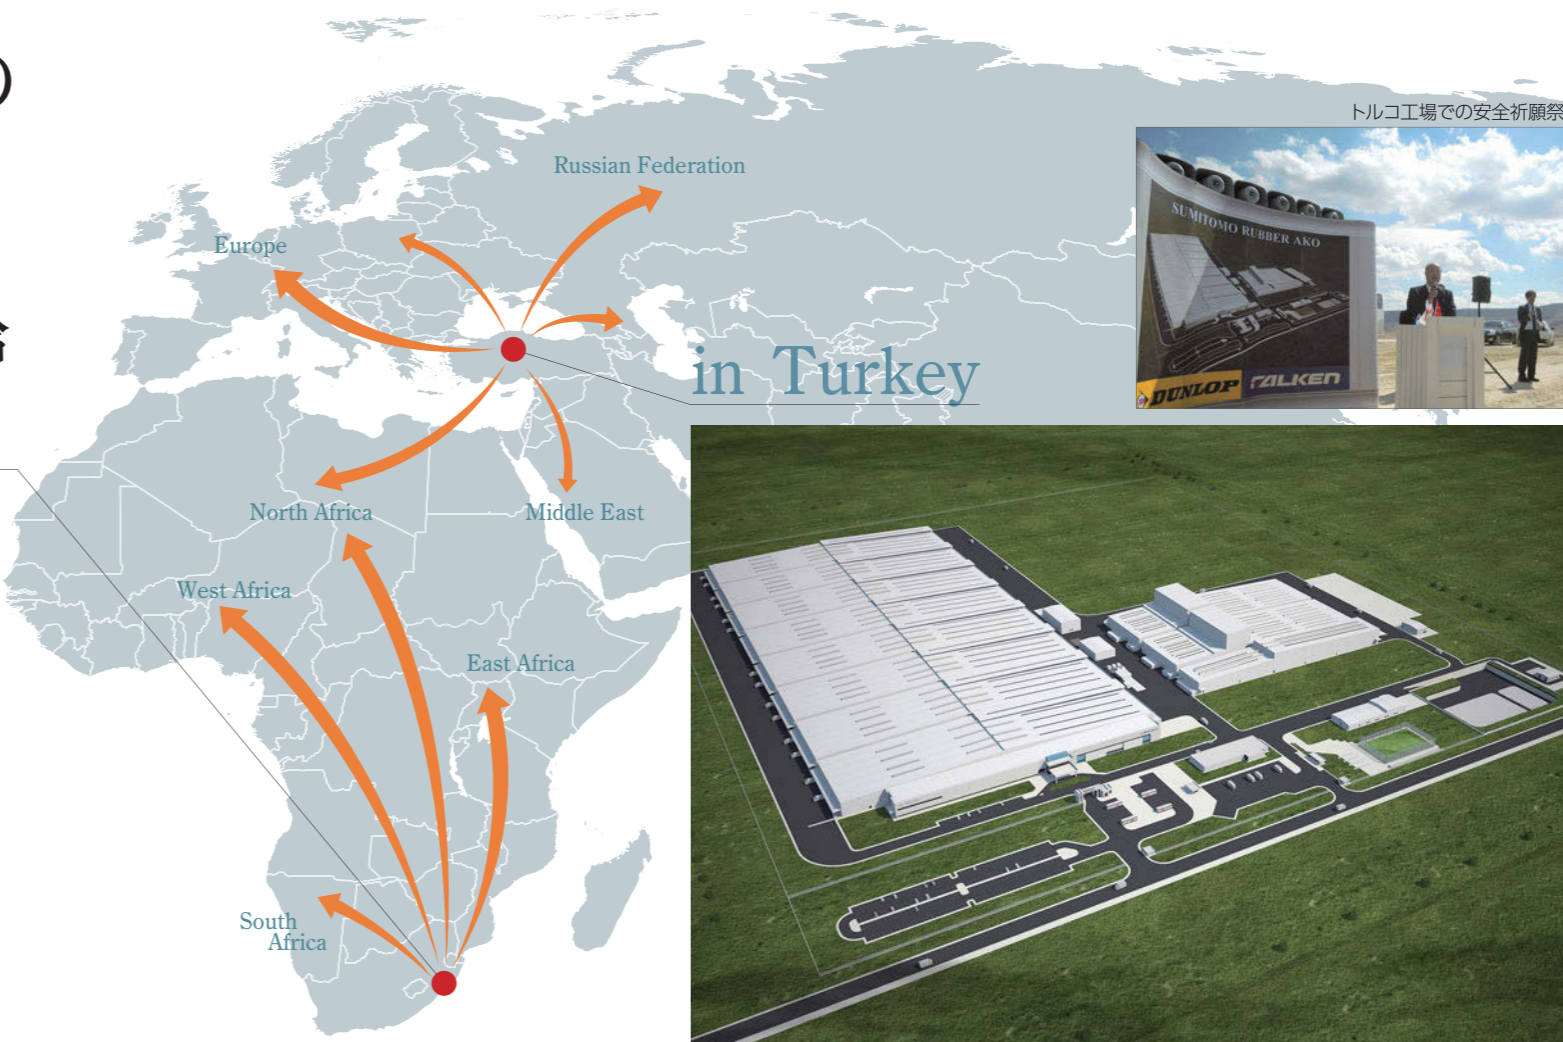 トルコ工場での安全祈願祭
SUMITOMO RUBBER AKO
DUNLOP
FALKEN
Russian Federation
Europe
in Turkey
North Africa
Middle East
West Africa
East Africa
South
Africa